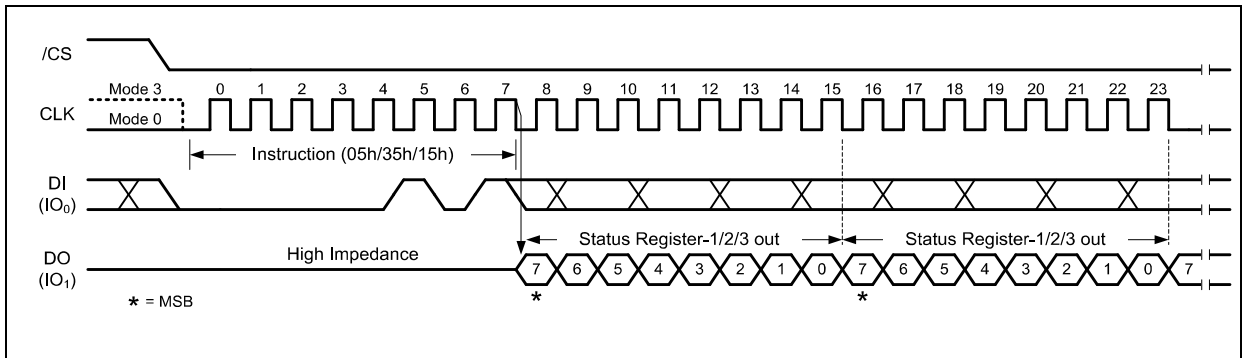 /CS
Mode 3
0 1 2 3 4 5 6 7 8 9 10 11 12 13 14 15 16 17 18 19 20 21 22 23
CLK
Mode 0
Instruction (05h/35h/15h)
DI
(IO₀)
Status Register-1/2/3 out Status Register-1/2/3 out
High Impedance
DO
(IO₁)
7 6 5 4 3 2 1 0 7 6 5 4 3 2 1 0 7
* *
* = MSB